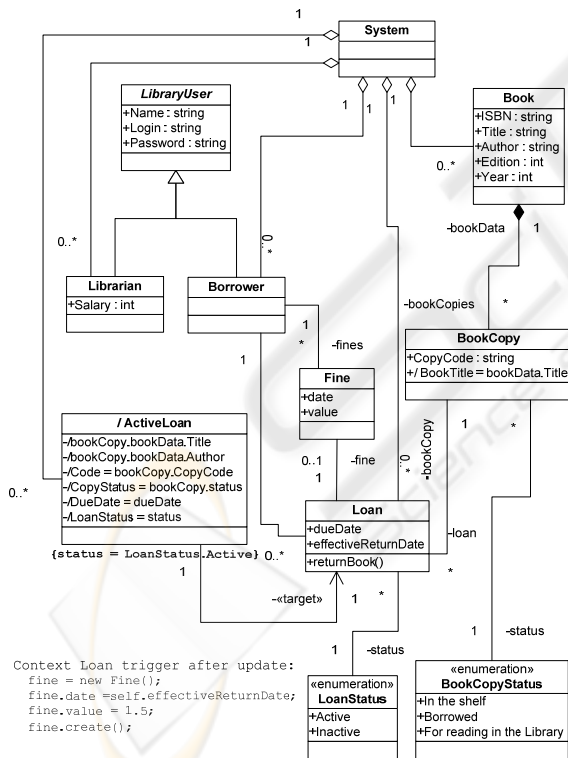 1
System
1
LibraryUser
+Name : string
+Login : string
+Password : string
1
1
1
1
Book
+ISBN : string
+Title : string
+Author : string
+Edition : int
+Year : int
0..*
-bookData
1
0..*
0..*
Librarian
+Salary : int
Borrower
-bookCopies
*
1
*
-fines
BookCopy
+CopyCode : string
+/ BookTitle = bookData.Title
1
Fine
+date
+value
/ ActiveLoan
-/bookCopy.bookData.Title
-/bookCopy.bookData.Author
-/Code = bookCopy.CopyCode
-/CopyStatus = bookCopy.status
-/DueDate = dueDate
-/LoanStatus = status
{status = LoanStatus.Active}
0..*
0..1
-fine
1
0..*
-bookCopy
1
*
Loan
+dueDate
+effectiveReturnDate
+returnBook()
-loan
*
0..*
1
-«target»
1
*
1
-status
1
-status
Context Loan trigger after update:
fine = new Fine();
fine.date =self.effectiveReturnDate;
fine.value = 1.5;
fine.create();
«enumeration»
LoanStatus
+Active
+Inactive
«enumeration»
BookCopyStatus
+In the shelf
+Borrowed
+For reading in the Library